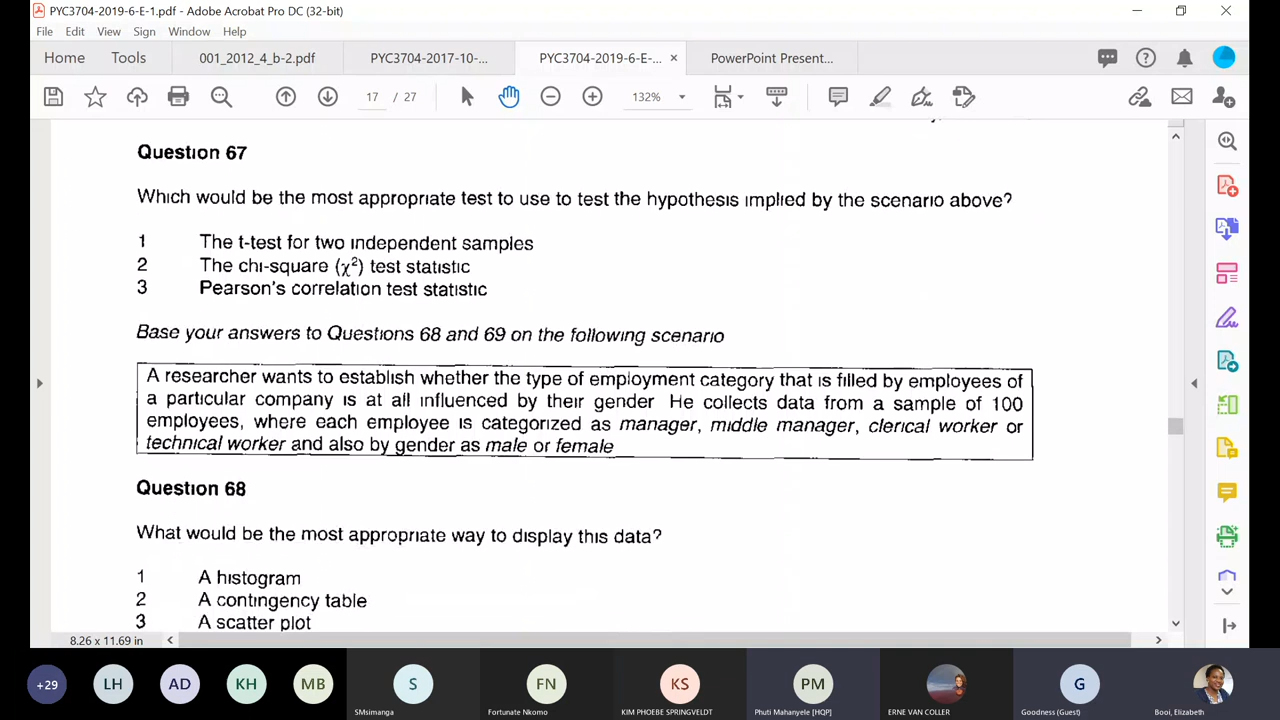 PYC3704-2019-6-E-1.pdf - Adobe Acrobat Pro DC (32-bit)
File Edit View Sign Window Help
Home Tools 001_2012_4_b-2.pdf PYC3704-2017-10-... PYC3704-2019-6-E-... PowerPoint Present...
17 / 27 132%
Question 67
Which would be the most appropriate test to use to test the hypothesis implied by the scenario above?
1 The t-test for two independent samples
2 The chi-square (χ²) test statistic
3 Pearson's correlation test statistic
Base your answers to Questions 68 and 69 on the following scenario
A researcher wants to establish whether the type of employment category that is filled by employees of
a particular company is at all influenced by their gender He collects data from a sample of 100
employees, where each employee is categorized as manager, middle manager, clerical worker or
technical worker and also by gender as male or female
Question 68
What would be the most appropriate way to display this data?
1 A histogram
2 A contingency table
3 A scatter plot
8.26 x 11.69 in
+29 LH AD KH MB S FN KS PM G
SMsimanga Fortunate Nkomo KIM PHOEBE SPRINGVELDT Phuti Mahanyele [HQP] ERNE VAN COLLER Goodness (Guest) Booi, Elizabeth